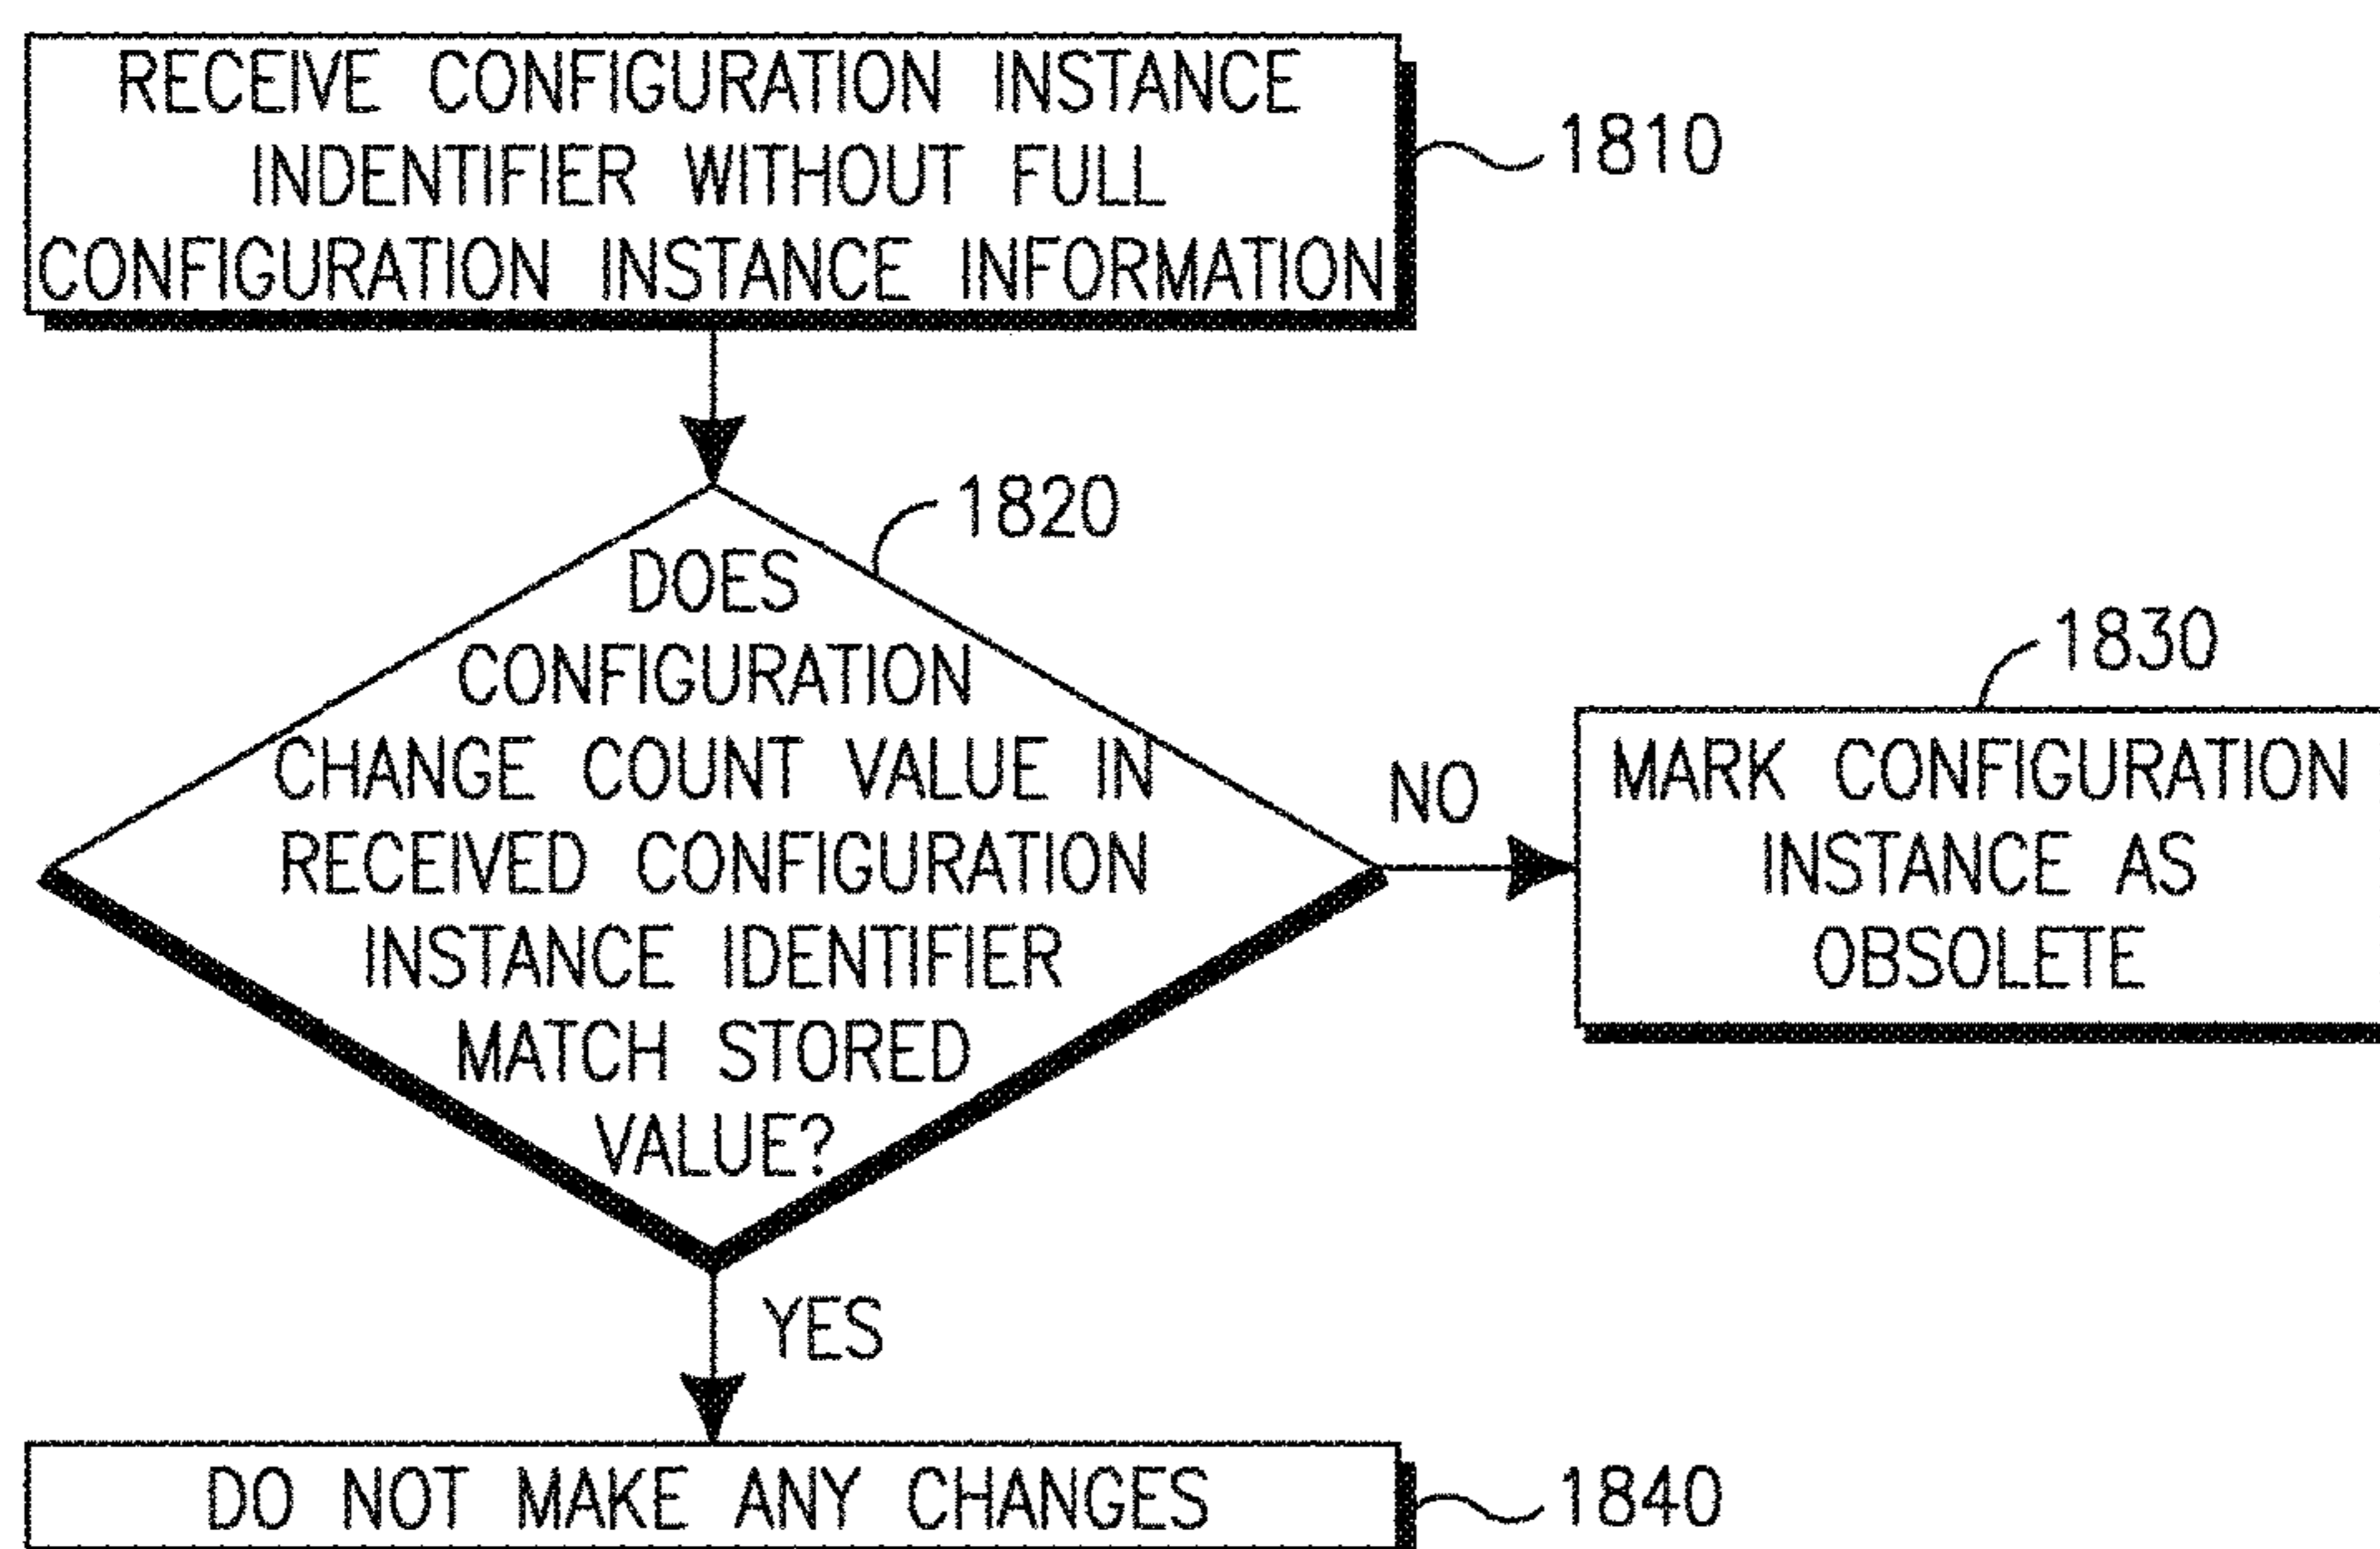 RECEIVE CONFIGURATION INSTANCE
INDENTIFIER WITHOUT FULL
CONFIGURATION INSTANCE INFORMATION
1810
1820
DOES
CONFIGURATION
CHANGE COUNT VALUE IN
RECEIVED CONFIGURATION
INSTANCE IDENTIFIER
MATCH STORED
VALUE?
NO
1830
MARK CONFIGURATION
INSTANCE AS
OBSOLETE
YES
DO NOT MAKE ANY CHANGES
1840